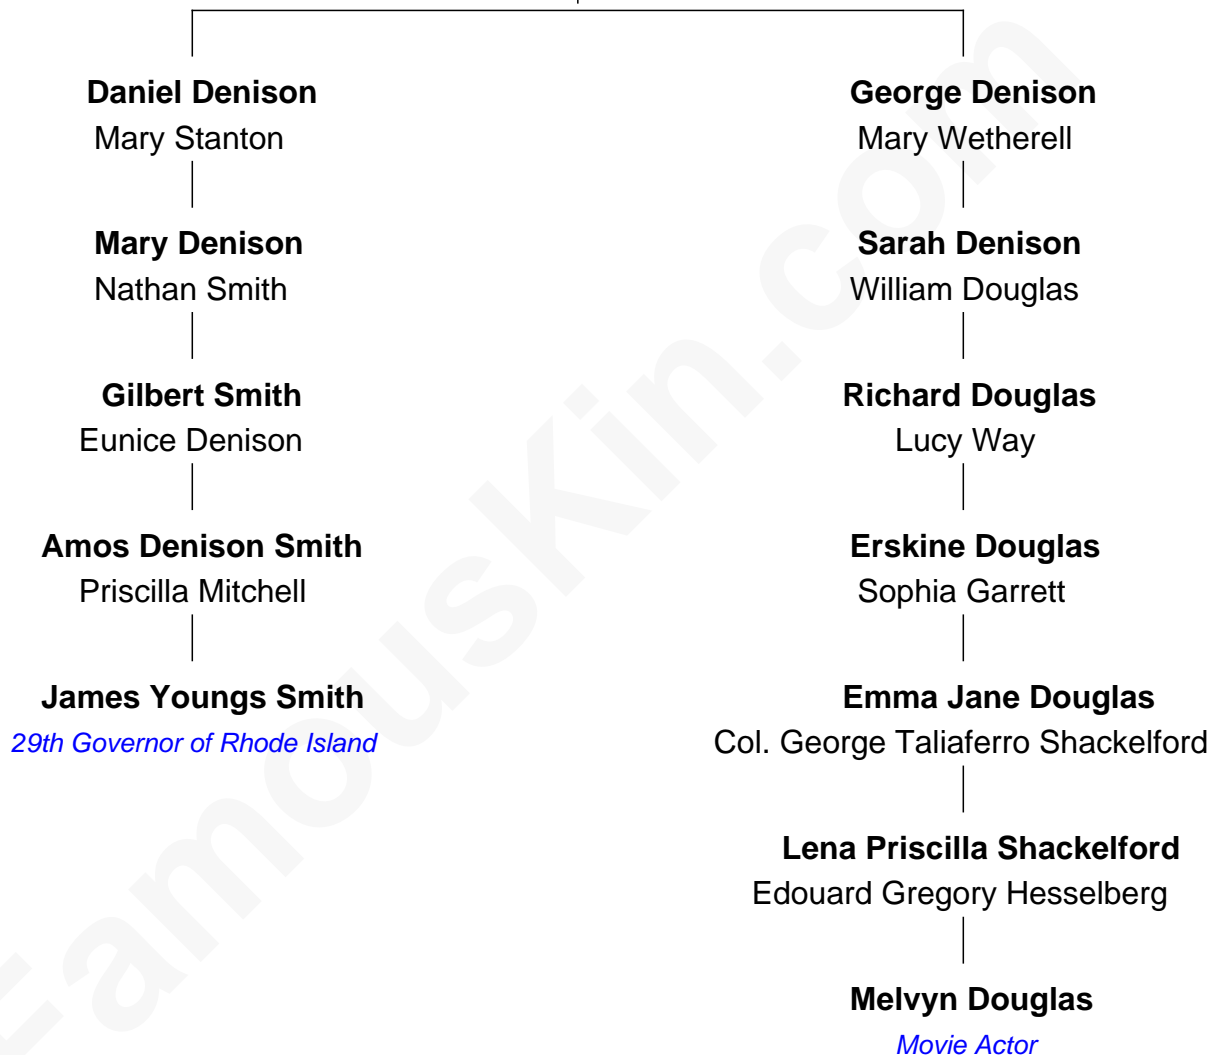 Daniel Denison
Mary Stanton
Mary Denison
Nathan Smith
Gilbert Smith
Eunice Denison
Amos Denison Smith
Priscilla Mitchell
James Youngs Smith
29th Governor of Rhode Island
George Denison
Mary Wetherell
Sarah Denison
William Douglas
Richard Douglas
Lucy Way
Erskine Douglas
Sophia Garrett
Emma Jane Douglas
Col. George Taliaferro Shackelford
Lena Priscilla Shackelford
Edouard Gregory Hesselberg
Melvyn Douglas
Movie Actor
FamousKin.com